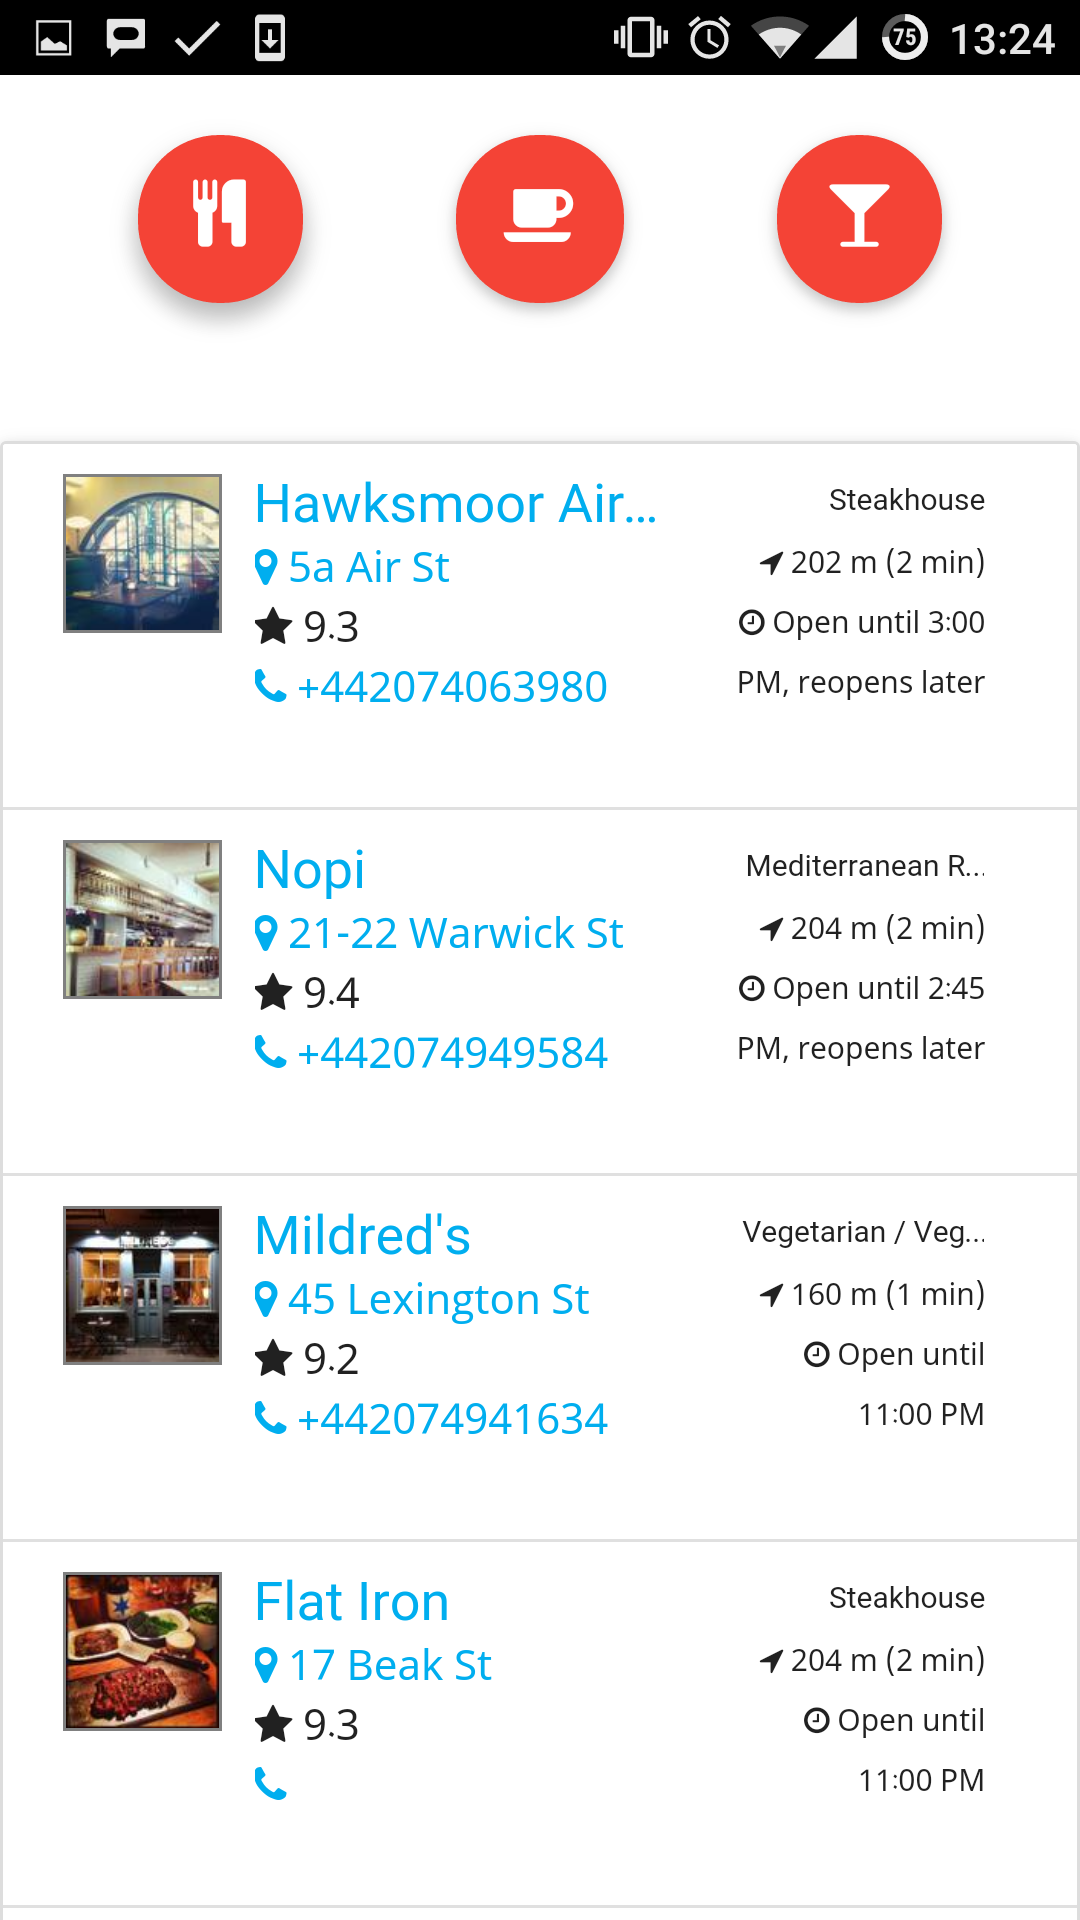 75 13:24
Hawksmoor Air...
Steakhouse
5a Air St
202 m (2 min)
9.3
Open until 3:00
+442074063980
PM, reopens later
Nopi
Mediterranean R...
21-22 Warwick St
204 m (2 min)
9.4
Open until 2:45
+442074949584
PM, reopens later
Mildred's
Vegetarian / Veg...
45 Lexington St
160 m (1 min)
9.2
Open until
+442074941634
11:00 PM
Flat Iron
Steakhouse
17 Beak St
204 m (2 min)
9.3
Open until
11:00 PM